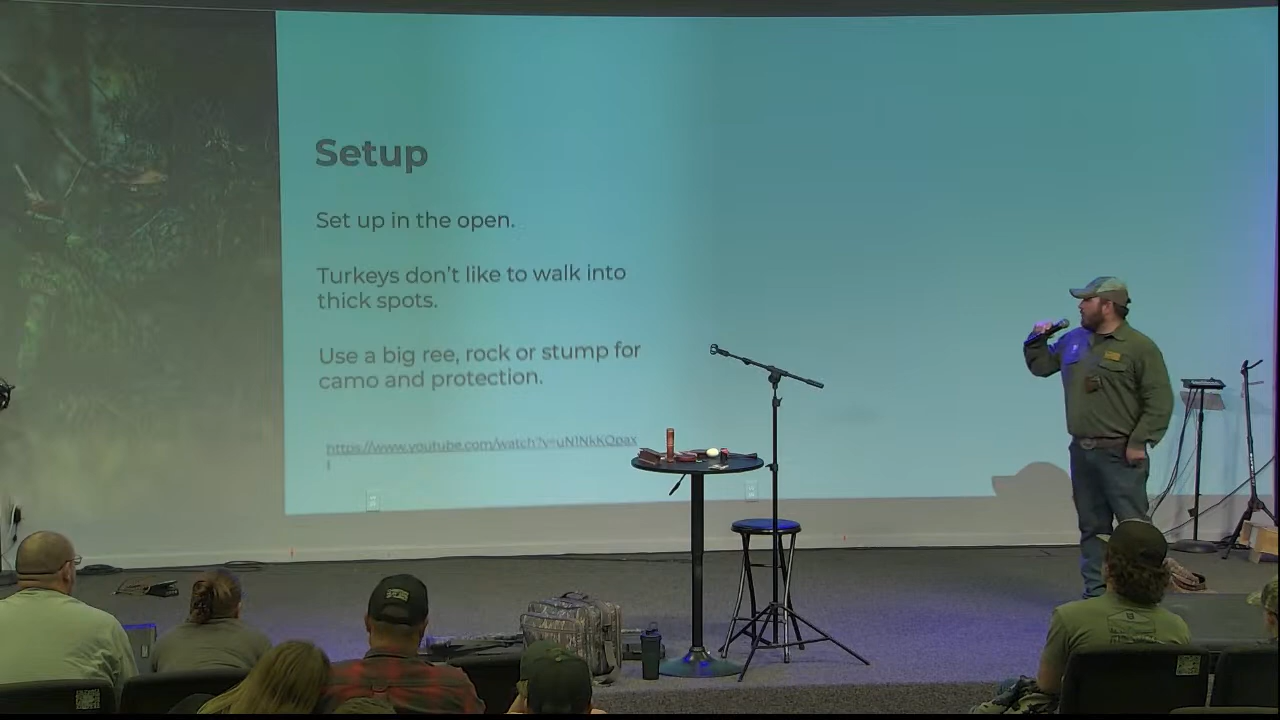 Setup
Set up in the open.
Turkeys don't like to walk into
thick spots.
Use a big ree, rock or stump for
camo and protection.